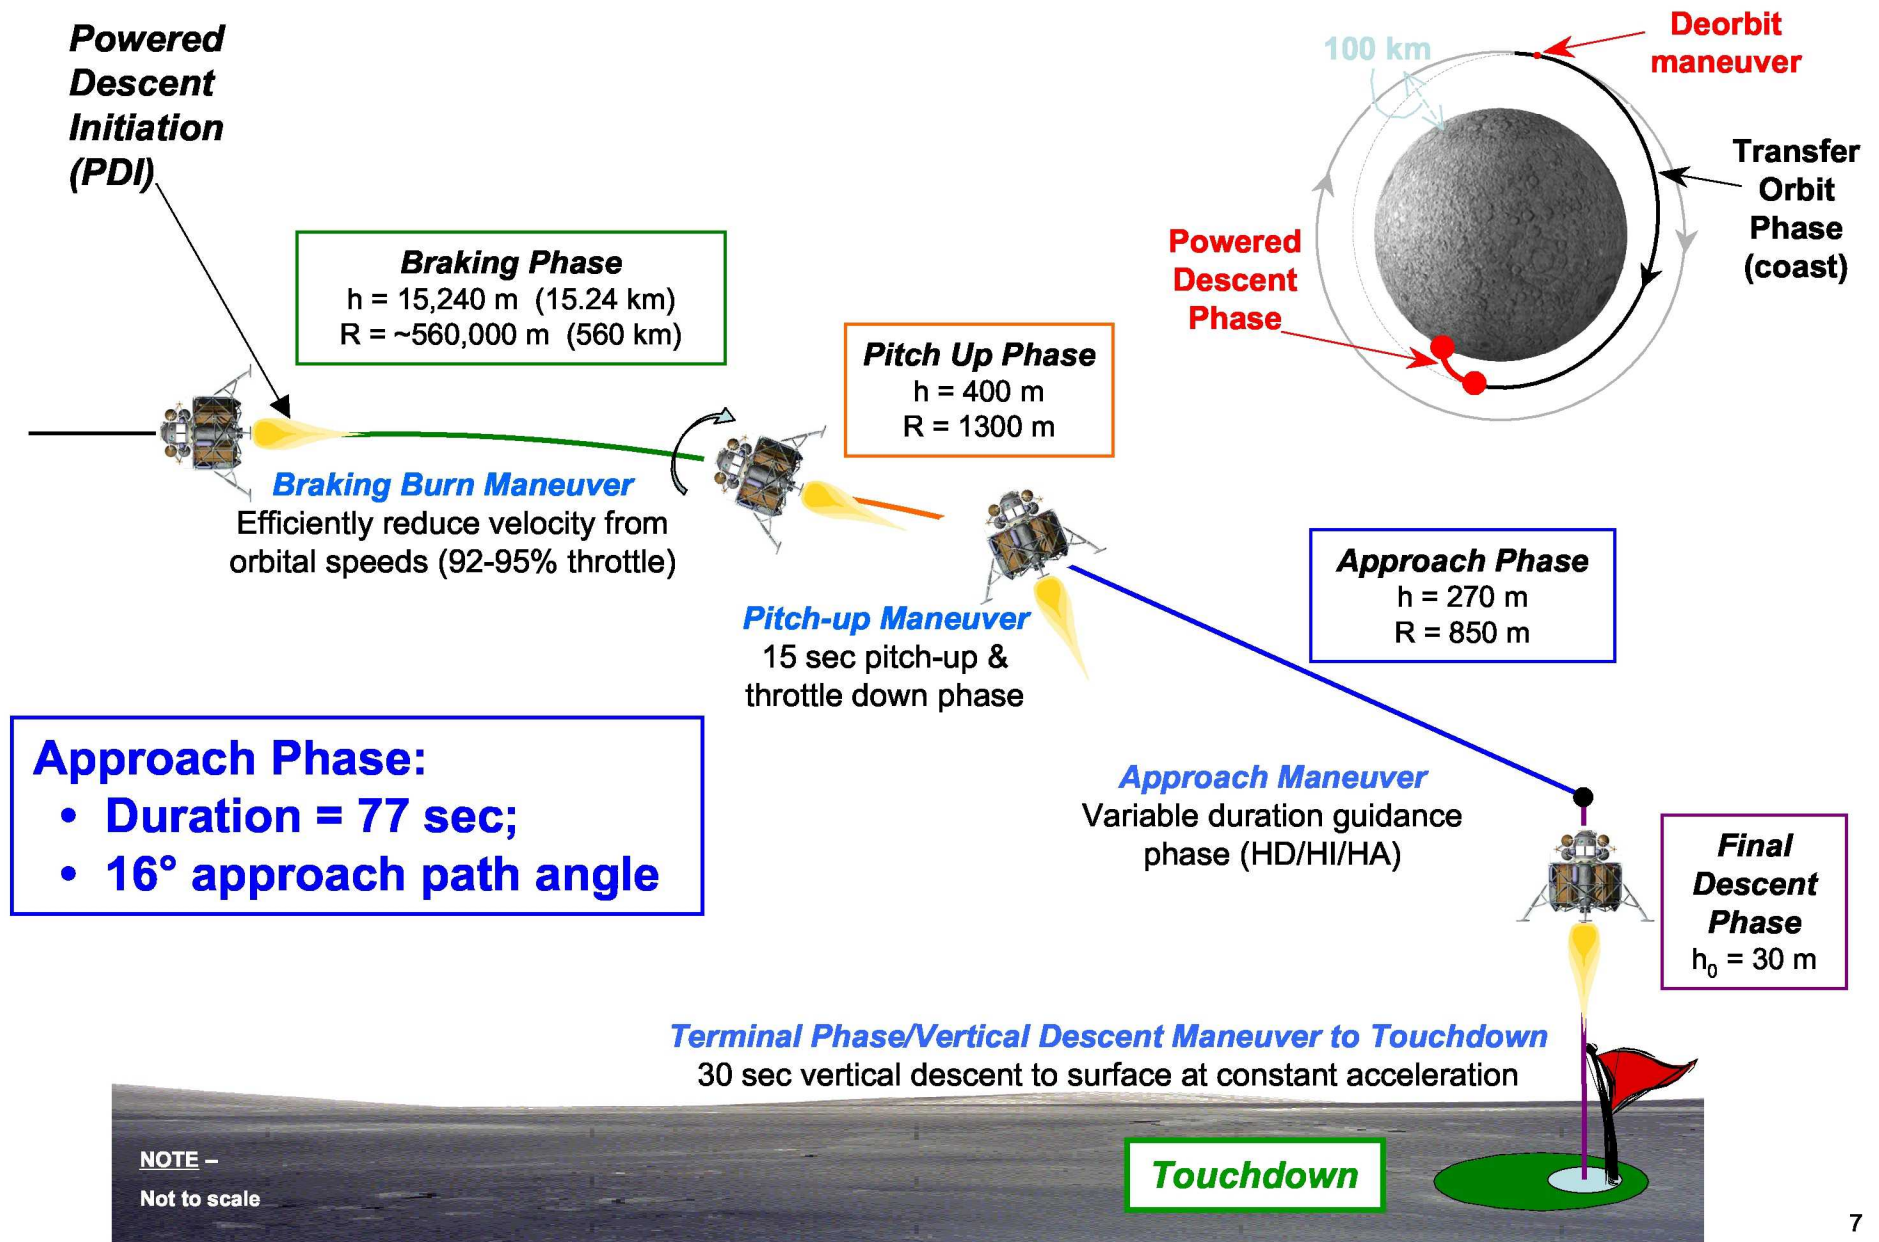 Powered
Descent
Initiation
(PDI)
Braking Phase
h = 15,240 m (15.24 km)
R = ~560,000 m (560 km)
Braking Burn Maneuver
Efficiently reduce velocity from
orbital speeds (92-95% throttle)
Pitch Up Phase
h = 400 m
R = 1300 m
Pitch-up Maneuver
15 sec pitch-up &
throttle down phase
100 km
Deorbit
maneuver
Transfer
Orbit
Phase
(coast)
Powered
Descent
Phase
Approach Phase
h = 270 m
R = 850 m
Approach Maneuver
Variable duration guidance
phase (HD/HI/HA)
Approach Phase:
• Duration = 77 sec;
• 16° approach path angle
Final
Descent
Phase
h₀ = 30 m
Terminal Phase/Vertical Descent Maneuver to Touchdown
30 sec vertical descent to surface at constant acceleration
Touchdown
NOTE –
Not to scale
7